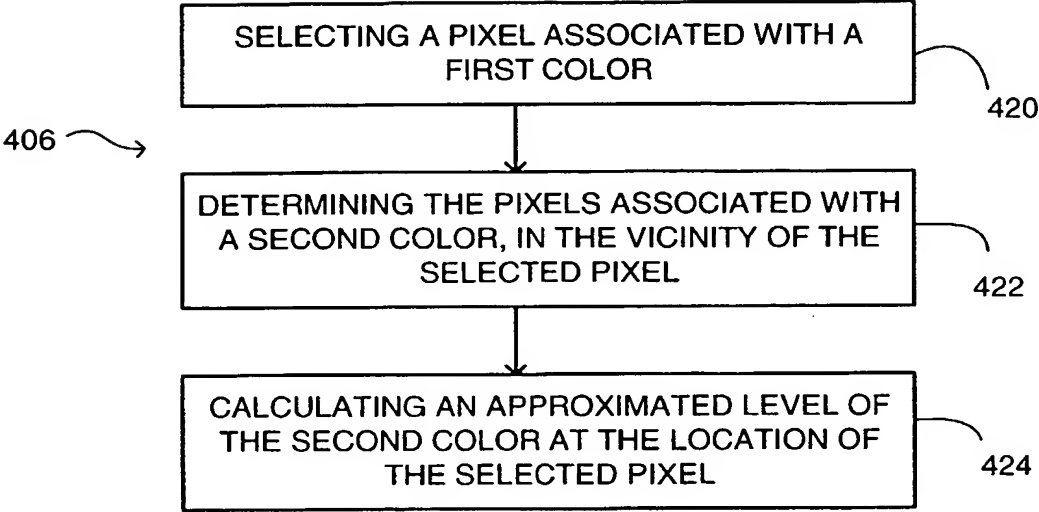 SELECTING A PIXEL ASSOCIATED WITH A
FIRST COLOR
420
406
DETERMINING THE PIXELS ASSOCIATED WITH
A SECOND COLOR, IN THE VICINITY OF THE
SELECTED PIXEL
422
CALCULATING AN APPROXIMATED LEVEL OF
THE SECOND COLOR AT THE LOCATION OF
THE SELECTED PIXEL
424